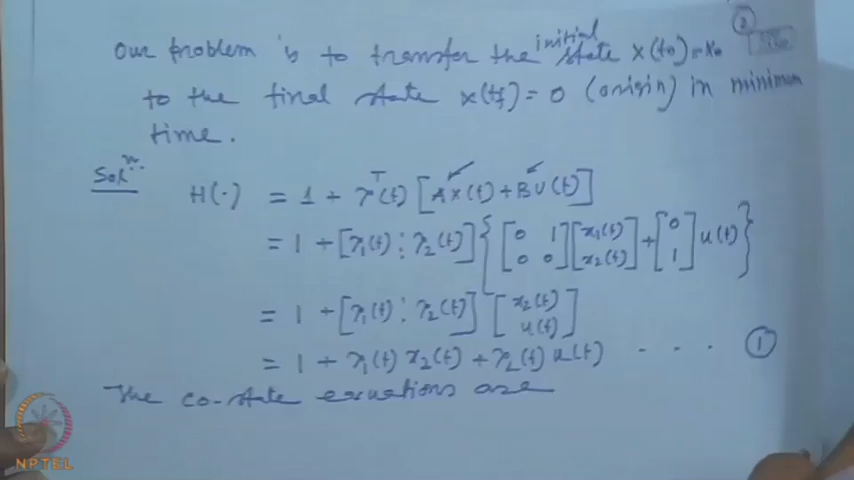 2
Our problem is to transfer the initial state x(t₀) = x₀
to the final state x(tf) = 0 (origin) in minimum
time.
Solⁿ..
H(·) = 1 + λᵀ(t) [A x(t) + B u(t)]
= 1 + [λ₁(t) ⋮ λ₂(t)] { [0 1; 0 0] [x₁(t); x₂(t)] + [0; 1] u(t) }
= 1 + [λ₁(t) ⋮ λ₂(t)] [x₂(t); u(t)]
= 1 + λ₁(t) x₂(t) + λ₂(t) u(t) - - - . 1
The co-state equations are
NPTEL